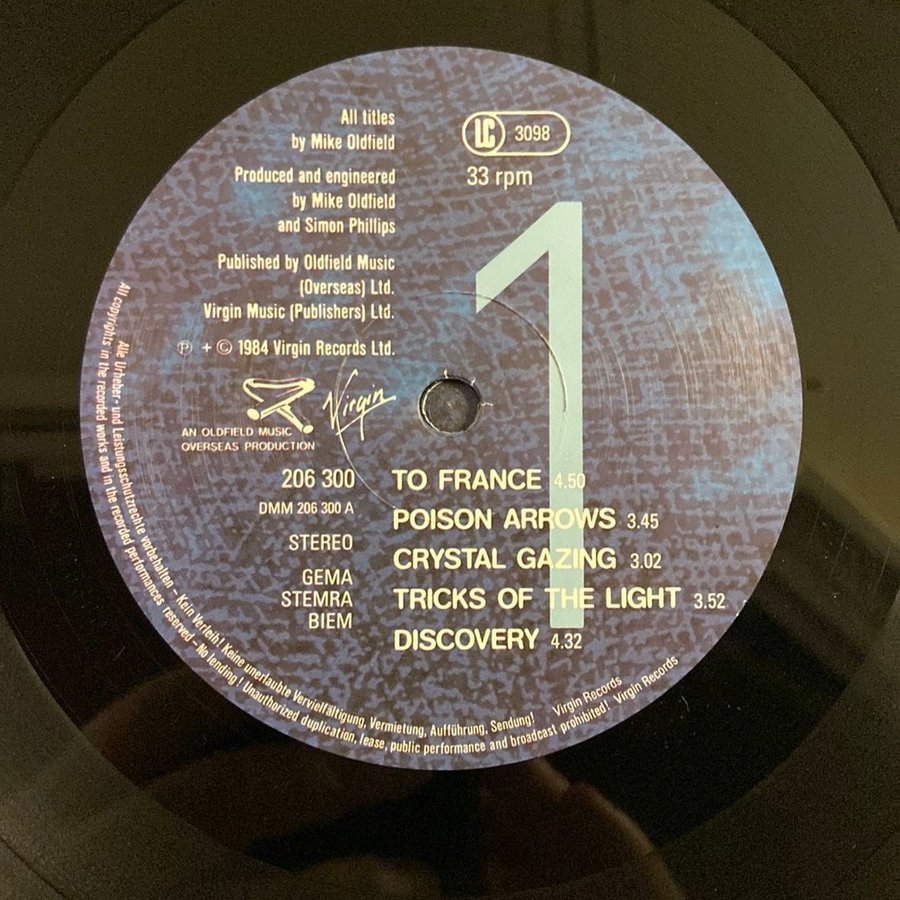 All titles
by Mike Oldfield
Produced and engineered
by Mike Oldfield
and Simon Phillips
Published by Oldfield Music
(Overseas) Ltd.
Virgin Music (Publishers) Ltd.
℗ + © 1984 Virgin Records Ltd.
LC 3098
33 rpm
1
AN OLDFIELD MUSIC
OVERSEAS PRODUCTION
Virgin
206 300
DMM 206 300 A
STEREO
GEMA
STEMRA
BIEM
TO FRANCE 4.50
POISON ARROWS 3.45
CRYSTAL GAZING 3.02
TRICKS OF THE LIGHT 3.52
DISCOVERY 4.32
Alle Urheber- und Leistungsschutzrechte vorbehalten – Kein Verleih! Keine unerlaubte Vervielfältigung, Vermietung, Aufführung, Sendung! Virgin Records
All copyrights in the recorded works and in the recorded performances reserved – No lending! Unauthorized duplication, lease, public performance and broadcast prohibited! Virgin Records